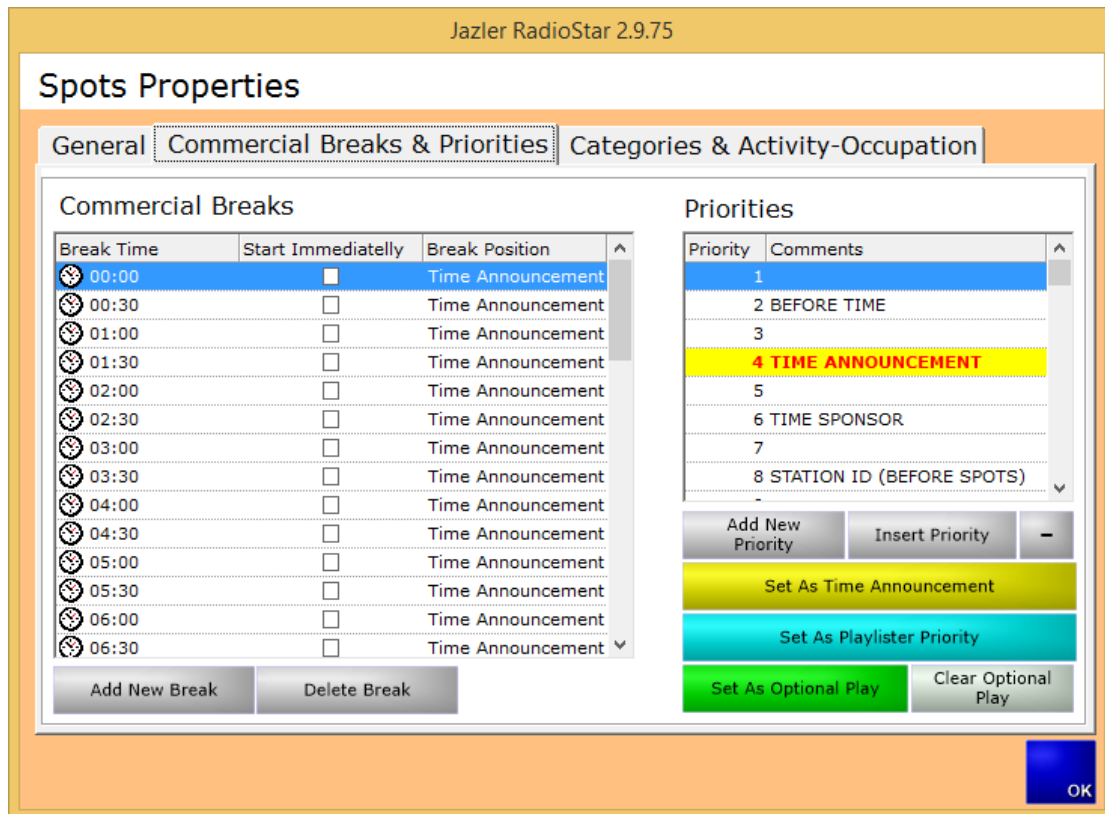 Jazler RadioStar 2.9.75
Spots Properties
General Commercial Breaks & Priorities Categories & Activity-Occupation
Commercial Breaks
Break Time Start Immediatelly Break Position
00:00 Time Announcement
00:30 Time Announcement
01:00 Time Announcement
01:30 Time Announcement
02:00 Time Announcement
02:30 Time Announcement
03:00 Time Announcement
03:30 Time Announcement
04:00 Time Announcement
04:30 Time Announcement
05:00 Time Announcement
05:30 Time Announcement
06:00 Time Announcement
06:30 Time Announcement
Add New Break Delete Break
Priorities
Priority Comments
1
2 BEFORE TIME
3
4 TIME ANNOUNCEMENT
5
6 TIME SPONSOR
7
8 STATION ID (BEFORE SPOTS)
Add New
Priority
Insert Priority
–
Set As Time Announcement
Set As Playlister Priority
Set As Optional Play
Clear Optional
Play
OK